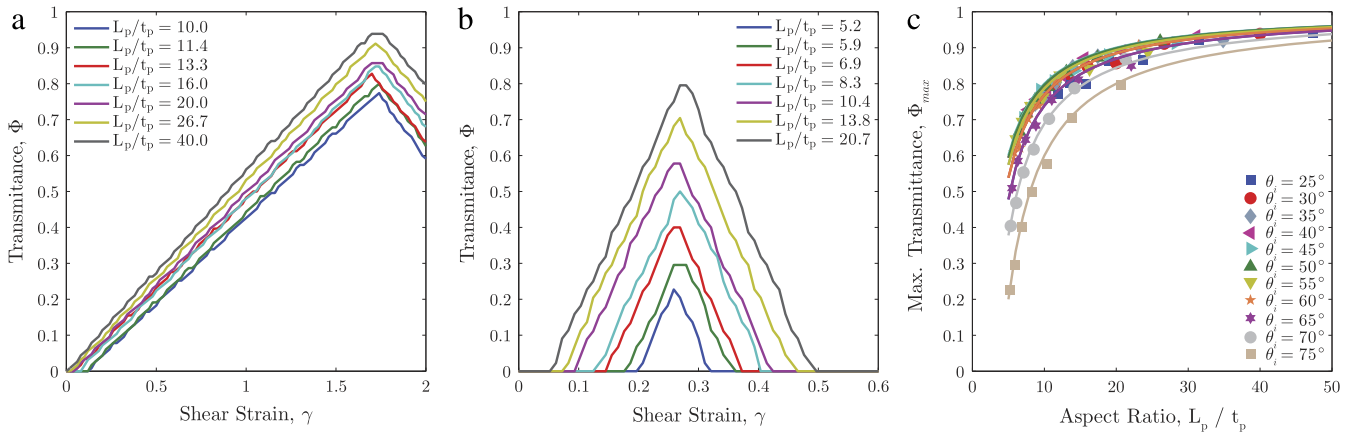 a
Transmitance, Φ
1
0.9
0.8
0.7
0.6
0.5
0.4
0.3
0.2
0.1
0
L_p/t_p = 10.0
L_p/t_p = 11.4
L_p/t_p = 13.3
L_p/t_p = 16.0
L_p/t_p = 20.0
L_p/t_p = 26.7
L_p/t_p = 40.0
0 0.5 1 1.5 2
Shear Strain, γ
b
Transmittance, Φ
1
0.9
0.8
0.7
0.6
0.5
0.4
0.3
0.2
0.1
0
L_p/t_p = 5.2
L_p/t_p = 5.9
L_p/t_p = 6.9
L_p/t_p = 8.3
L_p/t_p = 10.4
L_p/t_p = 13.8
L_p/t_p = 20.7
0 0.1 0.2 0.3 0.4 0.5 0.6
Shear Strain, γ
c
Max. Transmittance, Φ_max
1
0.9
0.8
0.7
0.6
0.5
0.4
0.3
0.2
0.1
0
θ_i = 25°
θ_i = 30°
θ_i = 35°
θ_i = 40°
θ_i = 45°
θ_i = 50°
θ_i = 55°
θ_i = 60°
θ_i = 65°
θ_i = 70°
θ_i = 75°
0 10 20 30 40 50
Aspect Ratio, L_p / t_p